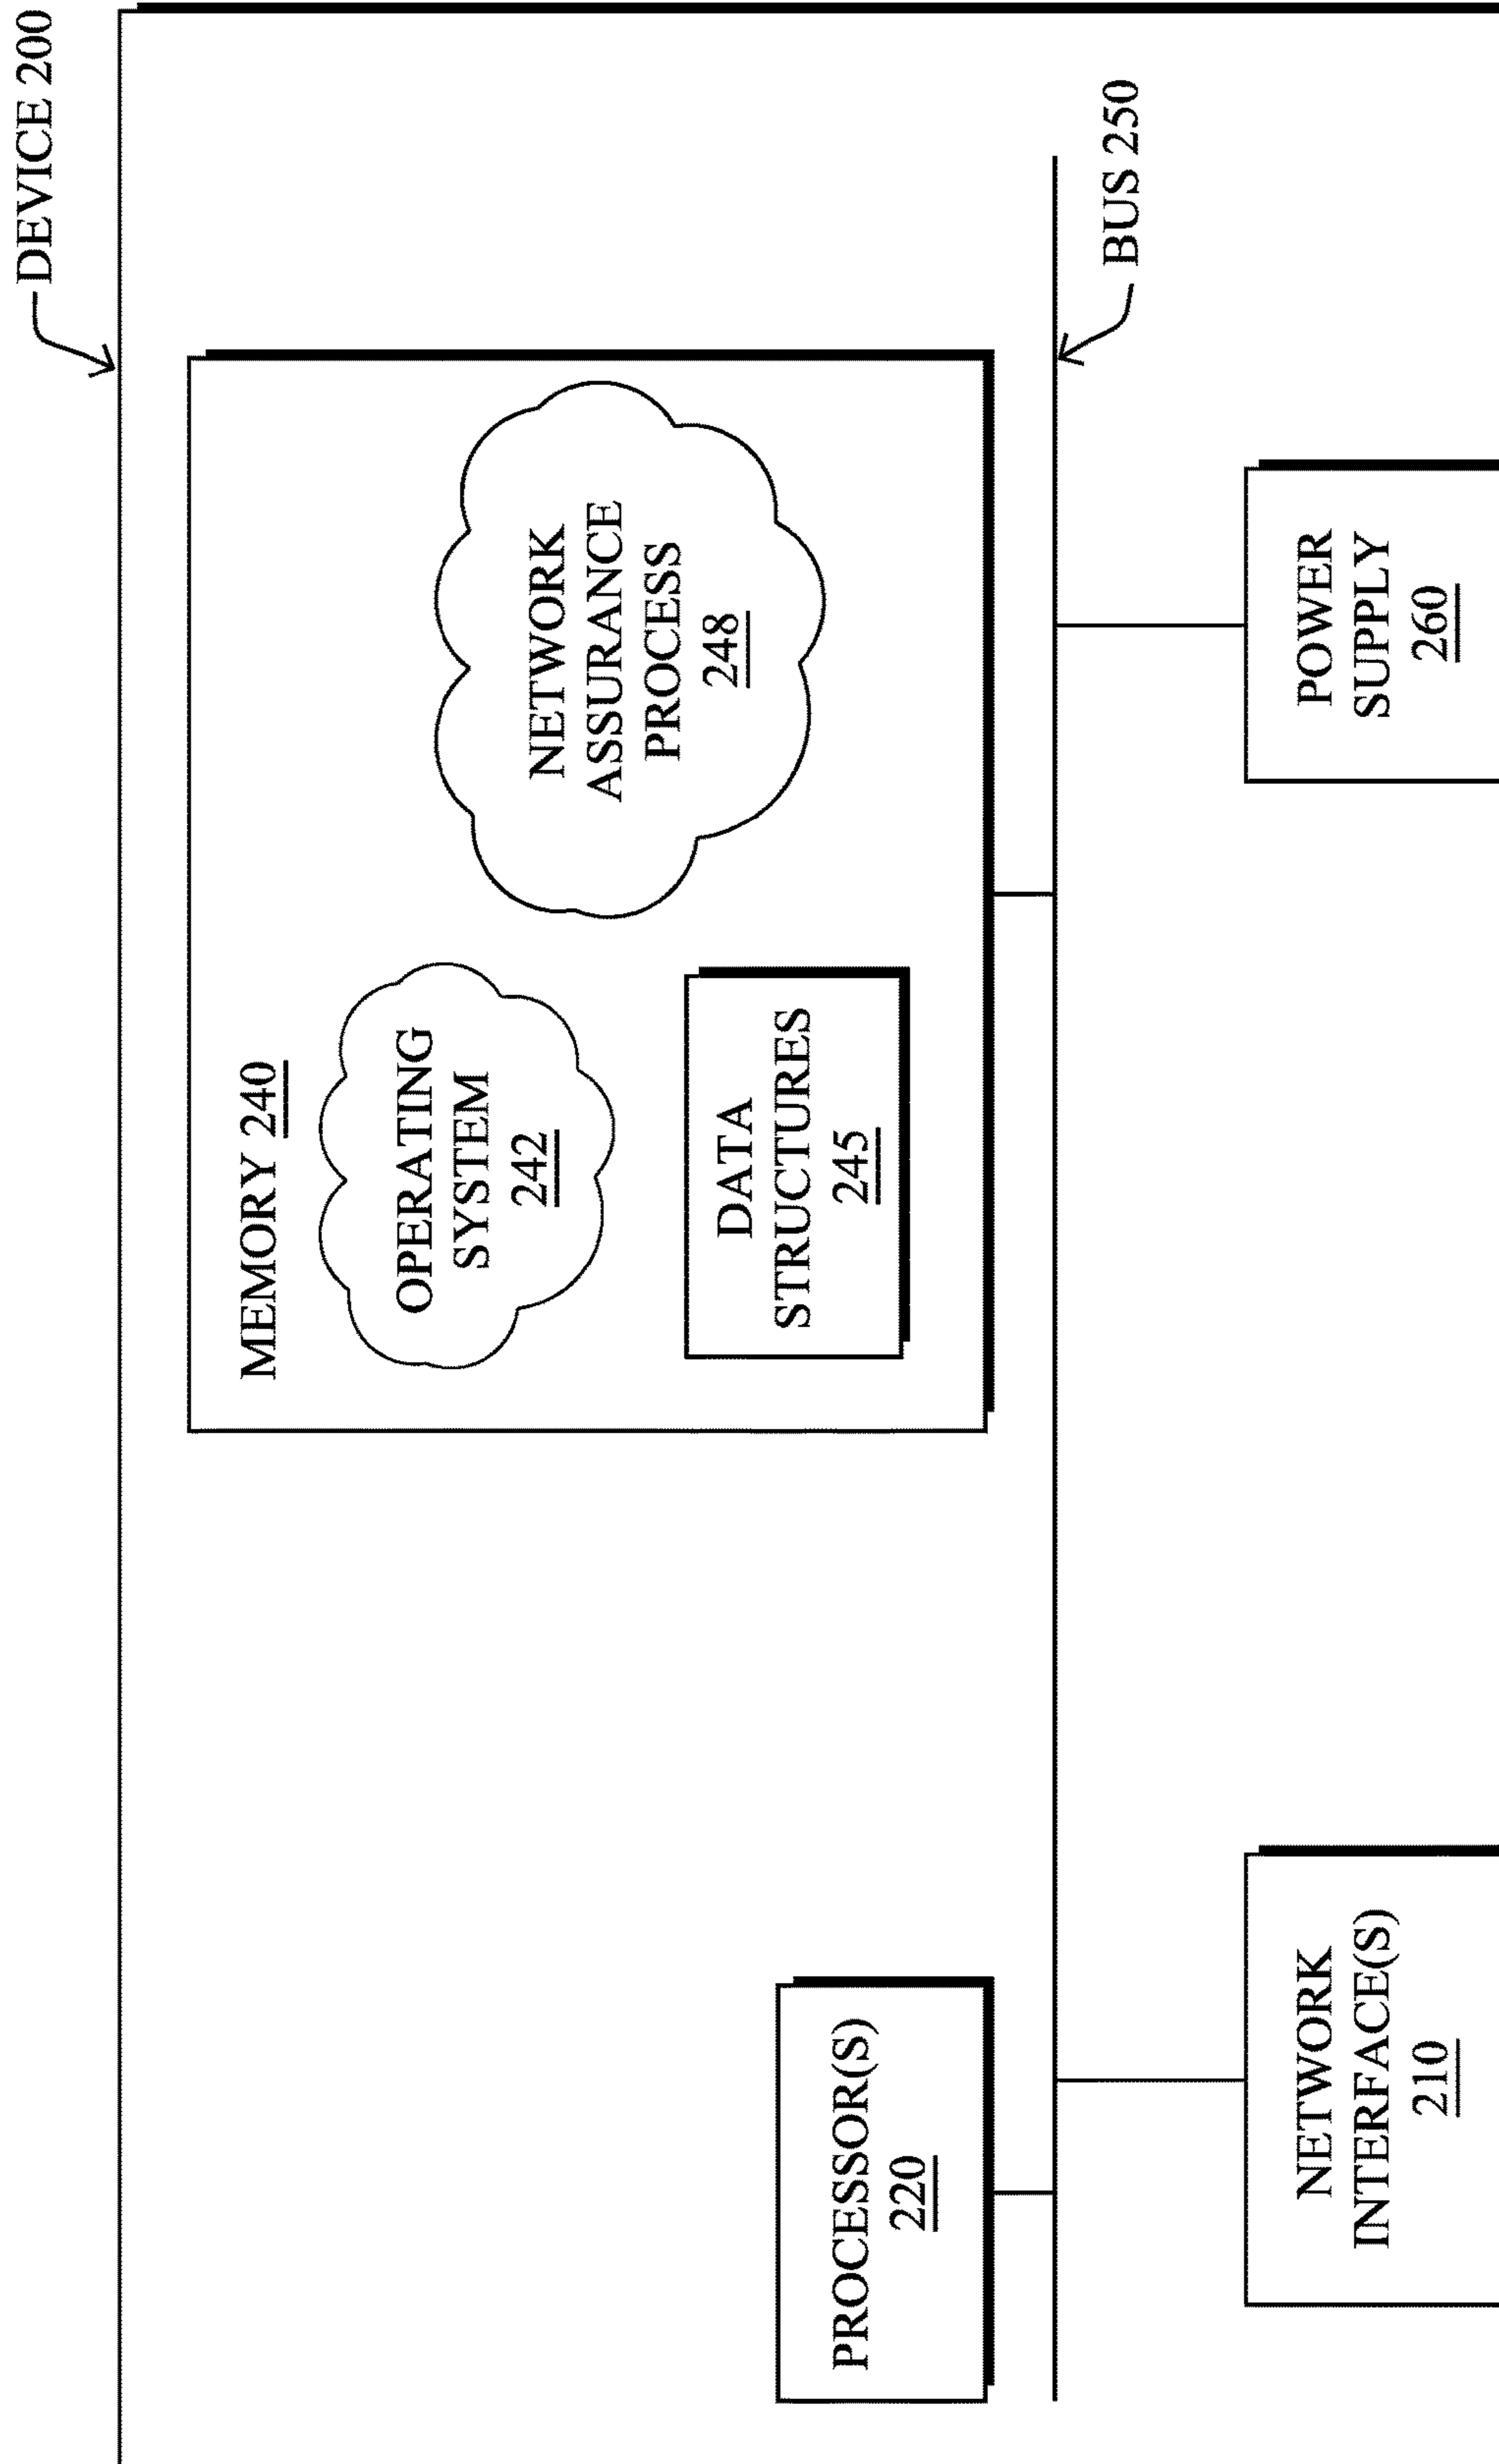 DEVICE 200
MEMORY 240
OPERATING
SYSTEM
242
DATA
STRUCTURES
245
NETWORK
ASSURANCE
PROCESS
248
PROCESSOR(S)
220
BUS 250
NETWORK
INTERFACE(S)
210
POWER
SUPPLY
260